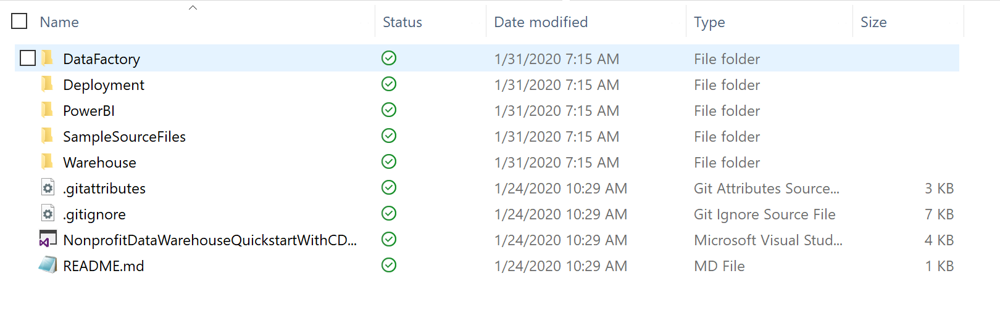 Name Status Date modified Type Size
DataFactory 1/31/2020 7:15 AM File folder
Deployment 1/31/2020 7:15 AM File folder
PowerBI 1/31/2020 7:15 AM File folder
SampleSourceFiles 1/31/2020 7:15 AM File folder
Warehouse 1/31/2020 7:15 AM File folder
.gitattributes 1/24/2020 10:29 AM Git Attributes Source... 3 KB
.gitignore 1/24/2020 10:29 AM Git Ignore Source File 7 KB
NonprofitDataWarehouseQuickstartWithCD... 1/24/2020 10:29 AM Microsoft Visual Stud... 4 KB
README.md 1/24/2020 10:29 AM MD File 1 KB